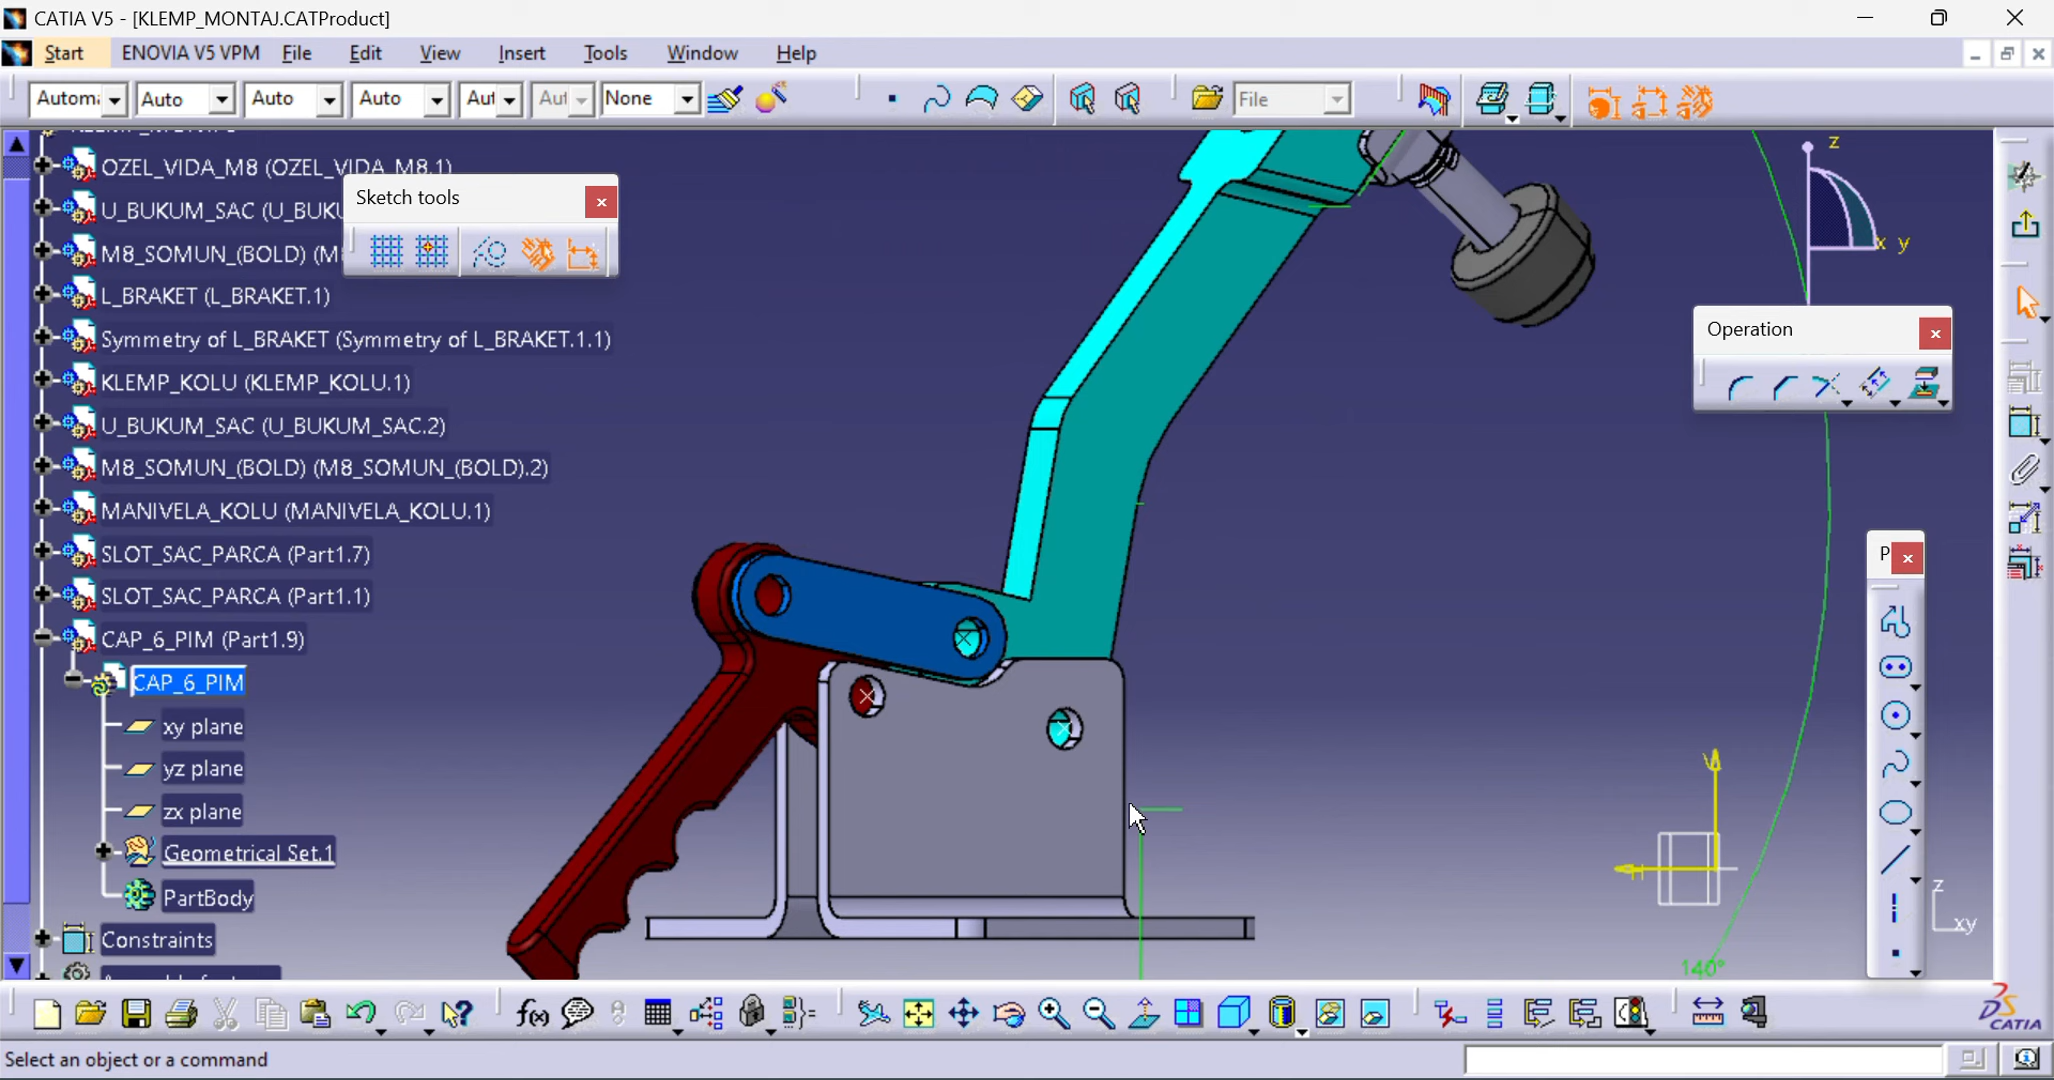 CATIA V5 - [KLEMP_MONTAJ.CATProduct]
Start ENOVIA V5 VPM File Edit View Insert Tools Window Help
Auto Auto Auto None File
OZEL_VIDA_M8 (OZEL_VIDA_M8.1)
Sketch tools
U_BUKUM_SAC
M8_SOMUN_(BOLD)
L_BRAKET (L_BRAKET.1)
Symmetry of L_BRAKET (Symmetry of L_BRAKET.1.1)
KLEMP_KOLU (KLEMP_KOLU.1)
U_BUKUM_SAC (U_BUKUM_SAC.2)
M8_SOMUN_(BOLD) (M8_SOMUN_(BOLD).2)
MANIVELA_KOLU (MANIVELA_KOLU.1)
SLOT_SAC_PARCA (Part1.7)
SLOT_SAC_PARCA (Part1.1)
CAP_6_PIM (Part1.9)
CAP_6_PIM
xy plane
yz plane
zx plane
Geometrical Set.1
PartBody
Constraints
z
x y
Operation
P
V
H
z
xy
140°
f(x)
CATIA
Select an object or a command